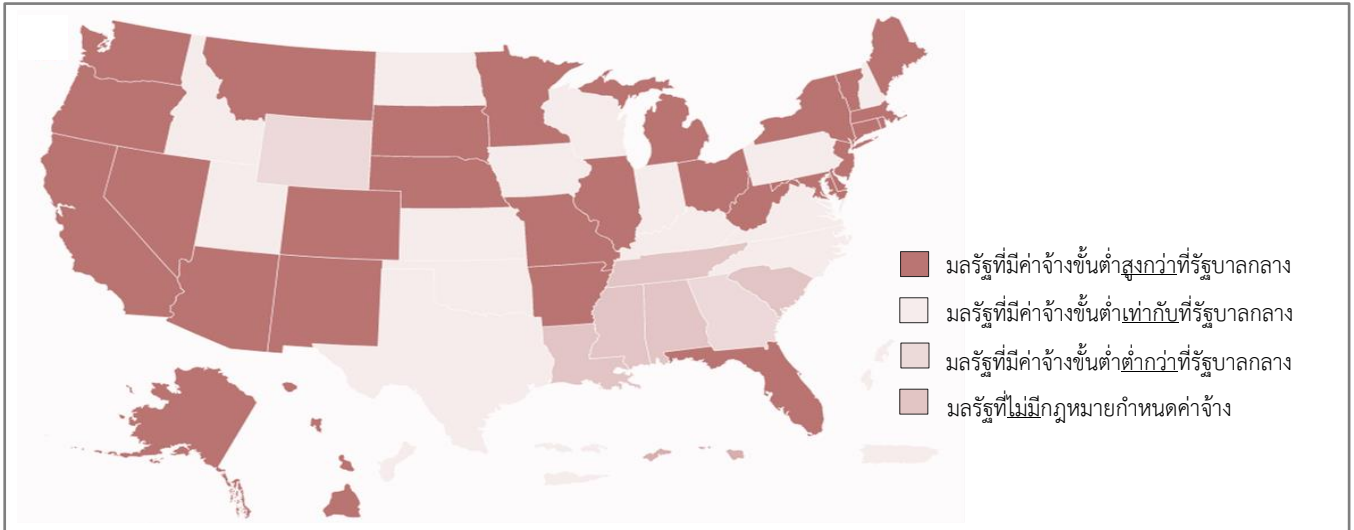 มลรัฐที่มีค่าจ้างขั้นต่ำสูงกว่าที่รัฐบาลกลาง
มลรัฐที่มีค่าจ้างขั้นต่ำเท่ากับที่รัฐบาลกลาง
มลรัฐที่มีค่าจ้างขั้นต่ำต่ำกว่าที่รัฐบาลกลาง
มลรัฐที่ไม่มีกฎหมายกำหนดค่าจ้าง